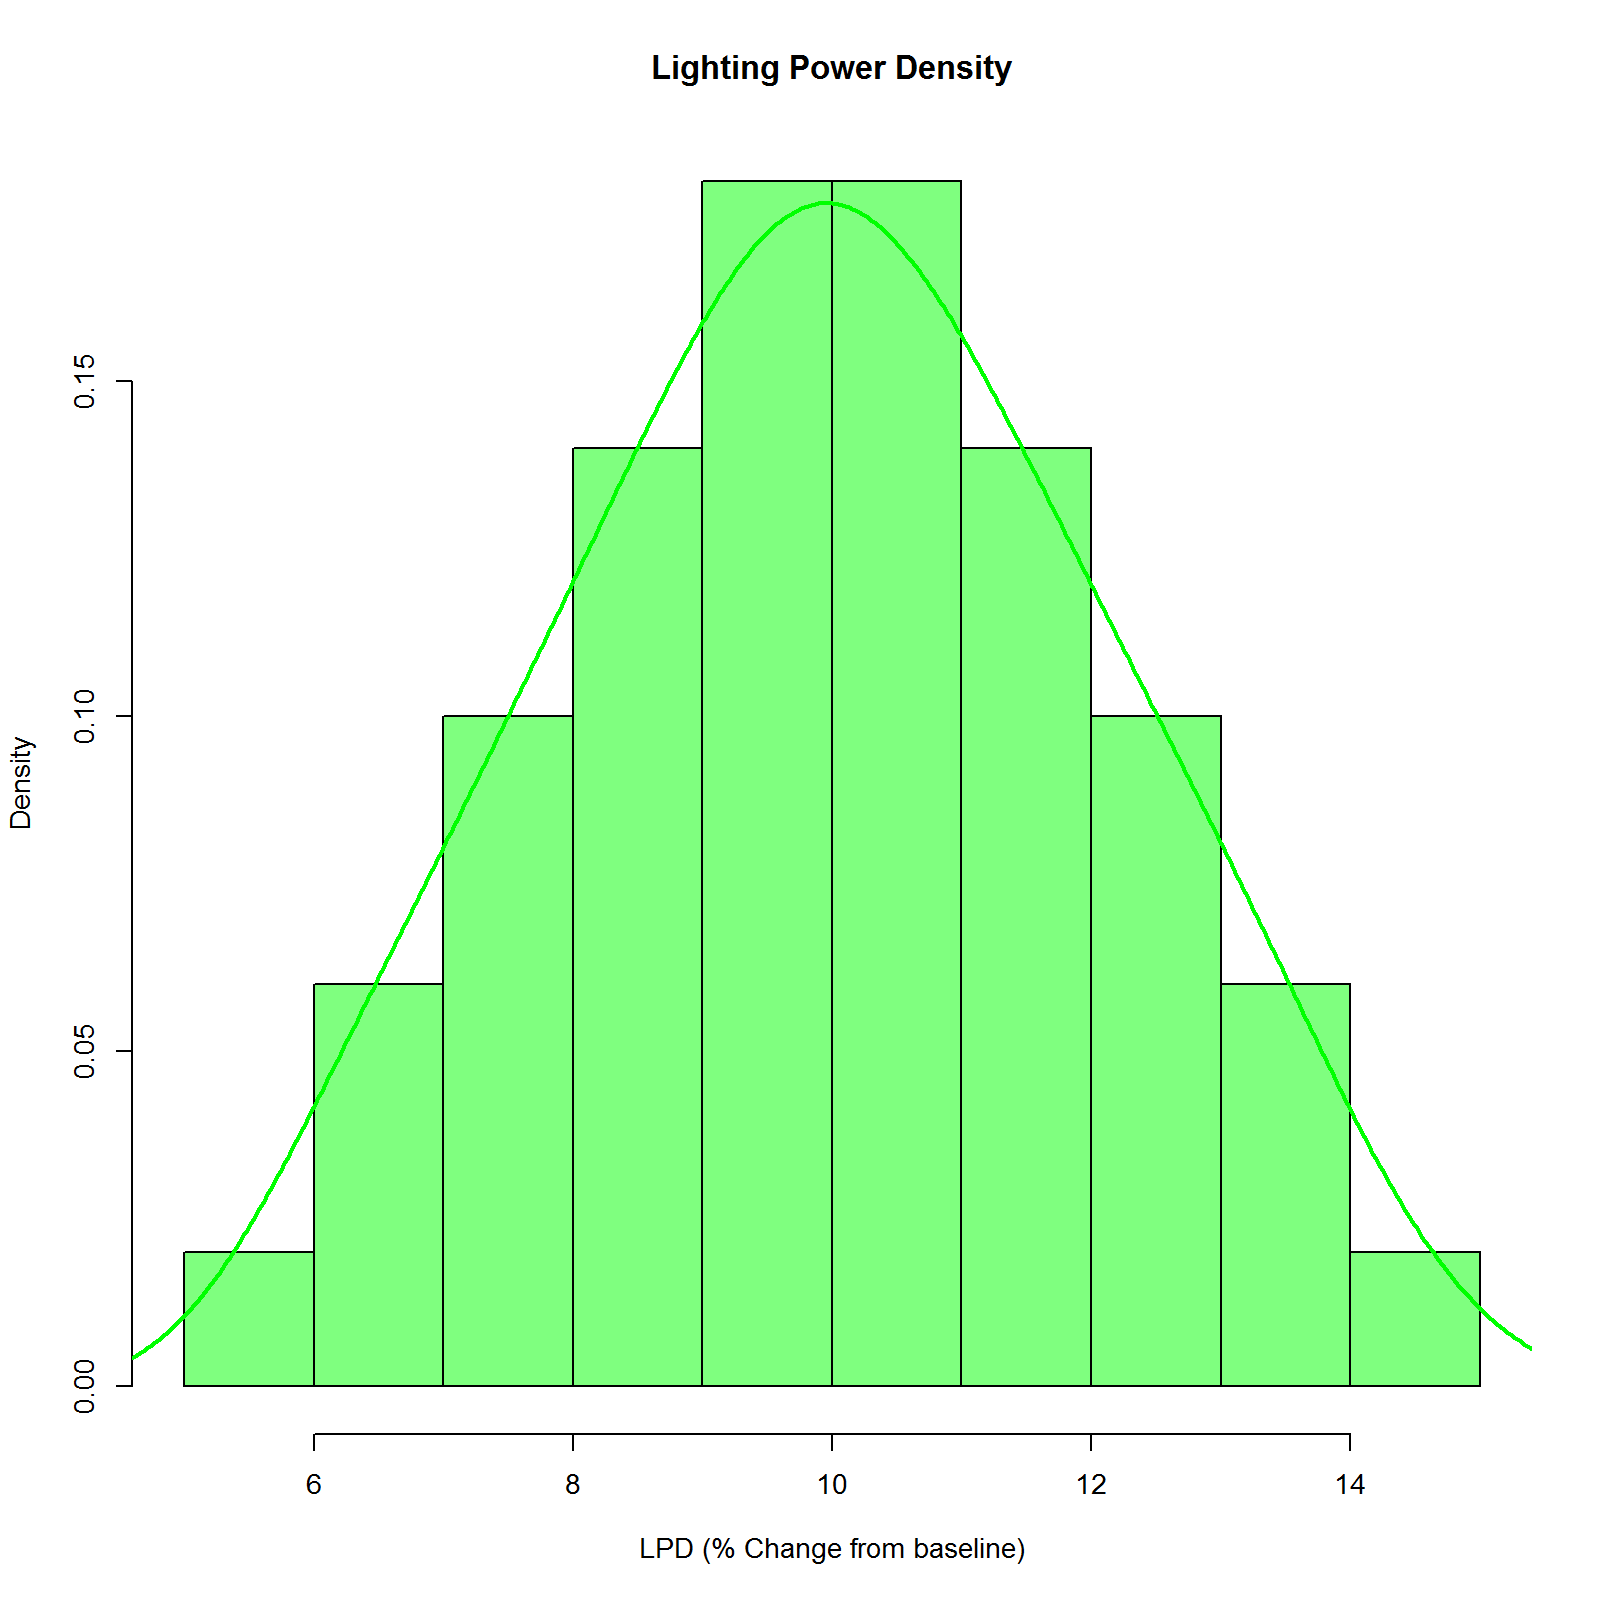 Lighting Power Density
Density
0.15
0.10
0.05
0.00
6 8 10 12 14
LPD (% Change from baseline)